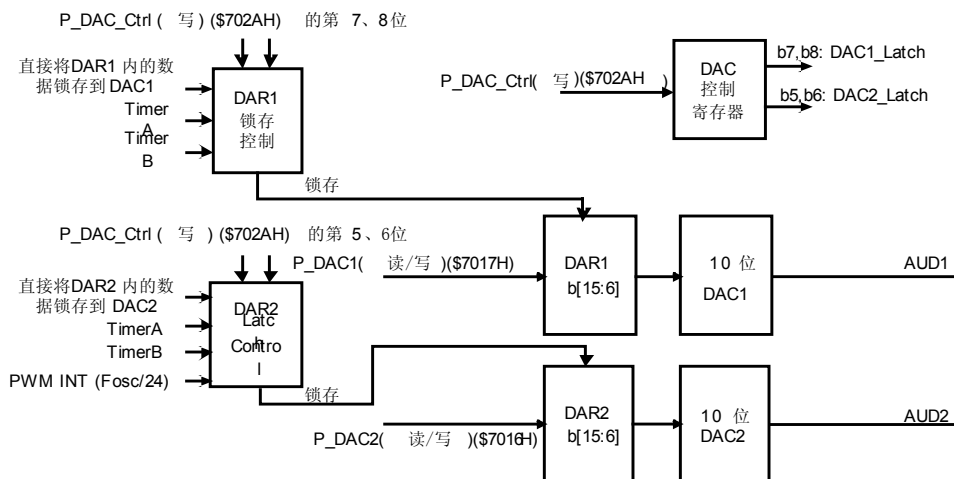 P_DAC_Ctrl ( 写 ) ($702AH) 的第 7、8位
直接将DAR1 内的数
据锁存到 DAC1
Timer
A
Timer
B
DAR1
锁存
控制
锁存
P_DAC_Ctrl( 写 )($702AH )
DAC
控制
寄存器
b7,b8: DAC1_Latch
b5,b6: DAC2_Latch
P_DAC_Ctrl ( 写 ) ($702AH) 的第 5、6位
直接将DAR2 内的数
据锁存到 DAC2
TimerA
TimerB
PWM INT (Fosc/24)
DAR2
Latc
h
Contro
l
锁存
P_DAC1( 读/写 )($7017H)
DAR1
b[15:6]
10 位
DAC1
AUD1
P_DAC2( 读/写 )($7016H)
DAR2
b[15:6]
10 位
DAC2
AUD2